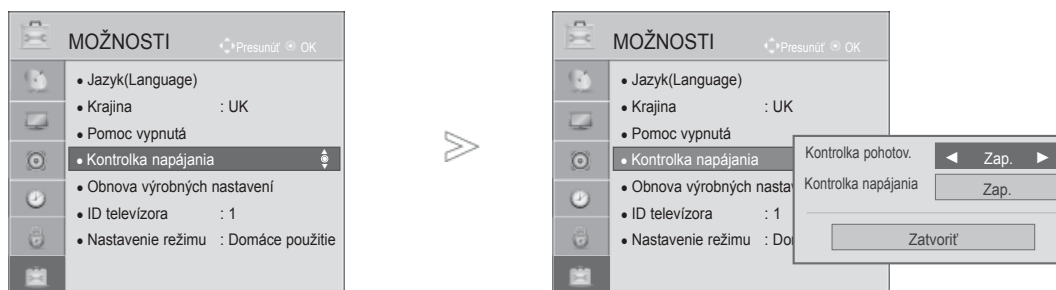 MOŽNOSTI
Presunúť OK
• Jazyk(Language)
• Krajina : UK
• Pomoc vypnutá
• Kontrolka napájania
• Obnova výrobných nastavení
• ID televízora : 1
• Nastavenie režimu : Domáce použitie
MOŽNOSTI
Presunúť OK
• Jazyk(Language)
• Krajina : UK
• Pomoc vypnutá
• Kontrolka napájania
• Obnova výrobných nasta
• ID televízora : 1
• Nastavenie režimu : Do
Kontrolka pohotov. ◀ Zap. ▶
Kontrolka napájania Zap.
Zatvoriť